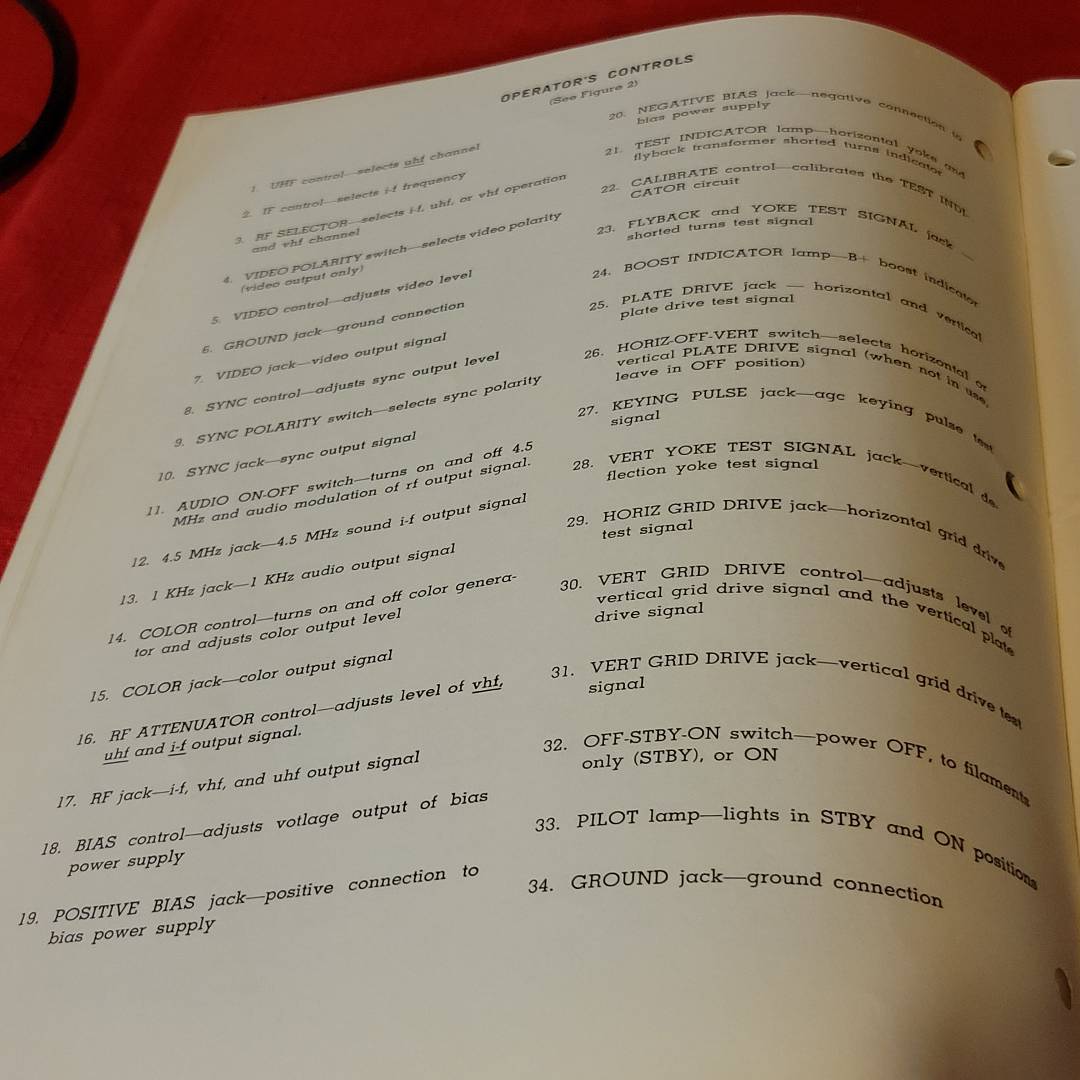 OPERATOR'S CONTROLS
(See Figure 2)
1. UHF control—selects uhf channel
2. IF control—selects i-f frequency
3. RF SELECTOR—selects i-f, uhf, or vhf operation
and vhf channel
4. VIDEO POLARITY switch—selects video polarity
(video output only)
5. VIDEO control—adjusts video level
6. GROUND jack—ground connection
7. VIDEO jack—video output signal
8. SYNC control—adjusts sync output level
9. SYNC POLARITY switch—selects sync polarity
10. SYNC jack—sync output signal
11. AUDIO ON-OFF switch—turns on and off 4.5
MHz and audio modulation of rf output signal.
12. 4.5 MHz jack—4.5 MHz sound i-f output signal
13. 1 KHz jack—1 KHz audio output signal
14. COLOR control—turns on and off color genera-
tor and adjusts color output level
15. COLOR jack—color output signal
16. RF ATTENUATOR control—adjusts level of vhf,
uhf and i-f output signal.
17. RF jack—i-f, vhf, and uhf output signal
18. BIAS control—adjusts votlage output of bias
power supply
19. POSITIVE BIAS jack—positive connection to
bias power supply
20. NEGATIVE BIAS jack—negative connection to
bias power supply
21. TEST INDICATOR lamp—horizontal yoke and
flyback transformer shorted turns indicator
22. CALIBRATE control—calibrates the TEST INDI-
CATOR circuit
23. FLYBACK and YOKE TEST SIGNAL jack—
shorted turns test signal
24. BOOST INDICATOR lamp—B+ boost indicator
25. PLATE DRIVE jack — horizontal and vertical
plate drive test signal
26. HORIZ-OFF-VERT switch—selects horizontal or
vertical PLATE DRIVE signal (when not in use,
leave in OFF position)
27. KEYING PULSE jack—agc keying pulse test
signal
28. VERT YOKE TEST SIGNAL jack—vertical de-
flection yoke test signal
29. HORIZ GRID DRIVE jack—horizontal grid drive
test signal
30. VERT GRID DRIVE control—adjusts level of
vertical grid drive signal and the vertical plate
drive signal
31. VERT GRID DRIVE jack—vertical grid drive test
signal
32. OFF-STBY-ON switch—power OFF, to filaments
only (STBY), or ON
33. PILOT lamp—lights in STBY and ON positions
34. GROUND jack—ground connection